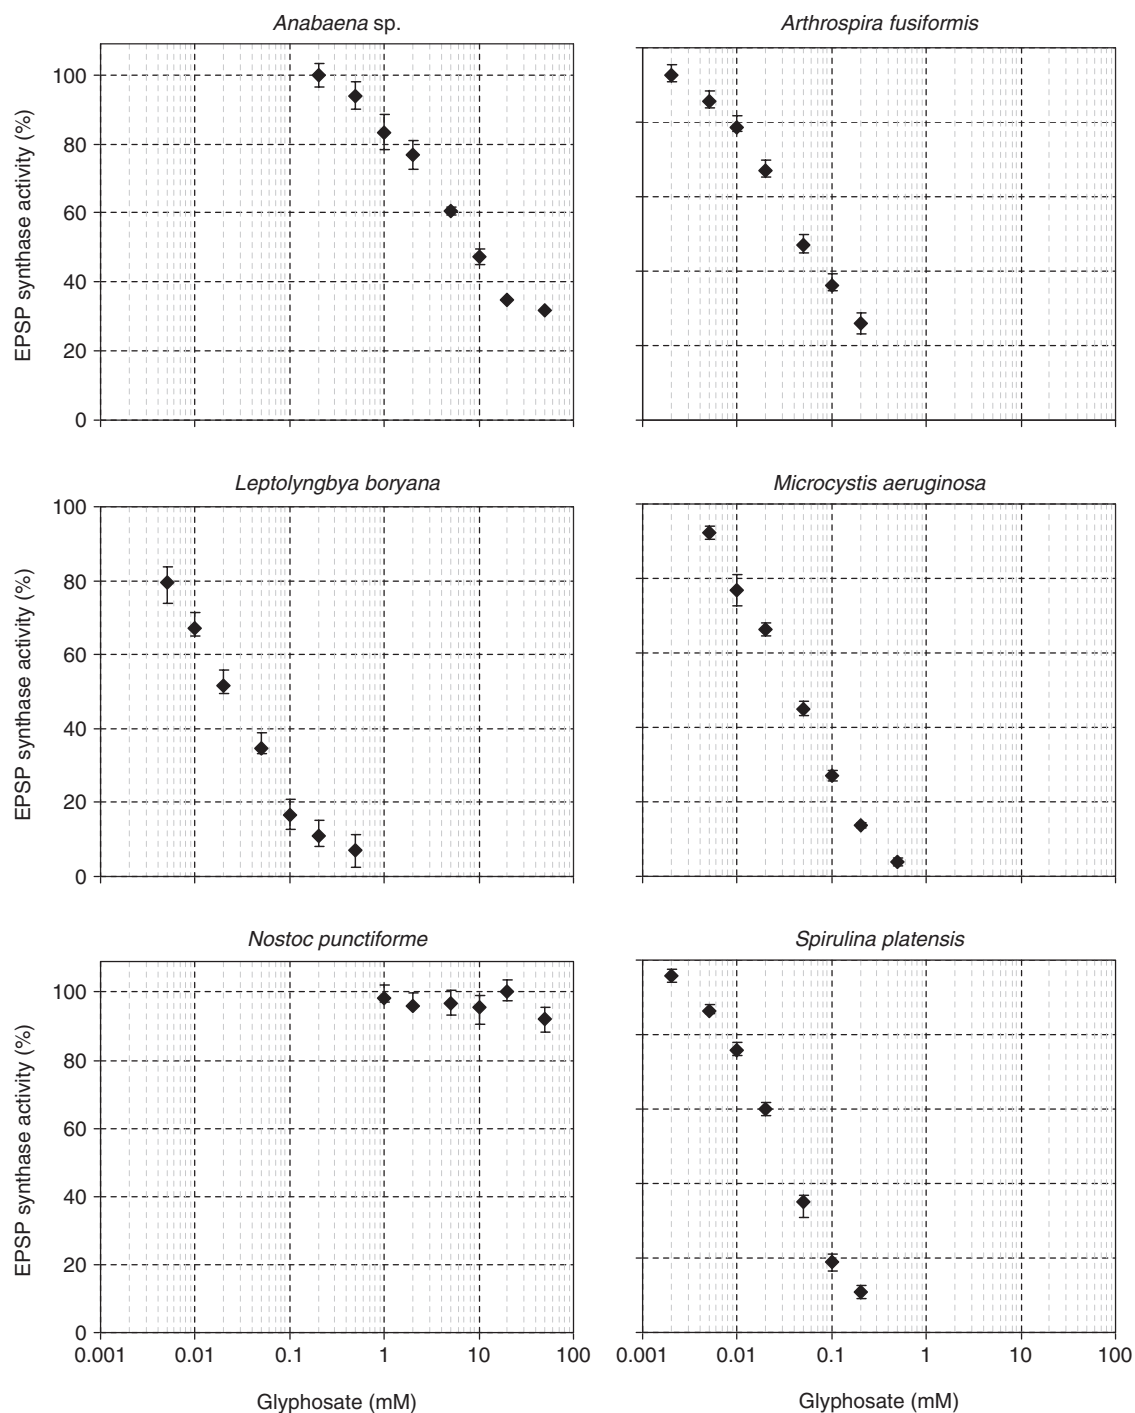 Anabaena sp.
Arthrospira fusiformis
EPSP synthase activity (%)
100
80
60
40
20
0
Leptolyngbya boryana
Microcystis aeruginosa
EPSP synthase activity (%)
100
80
60
40
20
0
Nostoc punctiforme
Spirulina platensis
EPSP synthase activity (%)
100
80
60
40
20
0
0.001 0.01 0.1 1 10 100
0.001 0.01 0.1 1 10 100
Glyphosate (mM)
Glyphosate (mM)